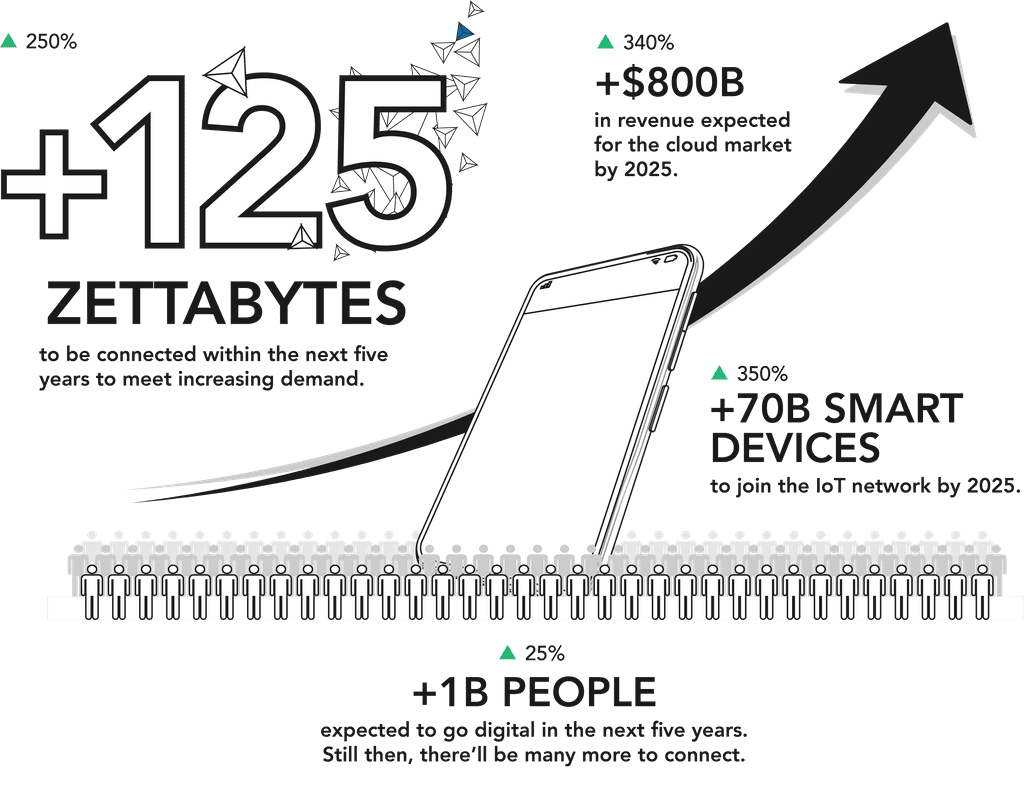 ▲ 250%
+125
ZETTABYTES
to be connected within the next five
years to meet increasing demand.
▲ 340%
+$800B
in revenue expected
for the cloud market
by 2025.
▲ 350%
+70B SMART
DEVICES
to join the IoT network by 2025.
▲ 25%
+1B PEOPLE
expected to go digital in the next five years.
Still then, there’ll be many more to connect.